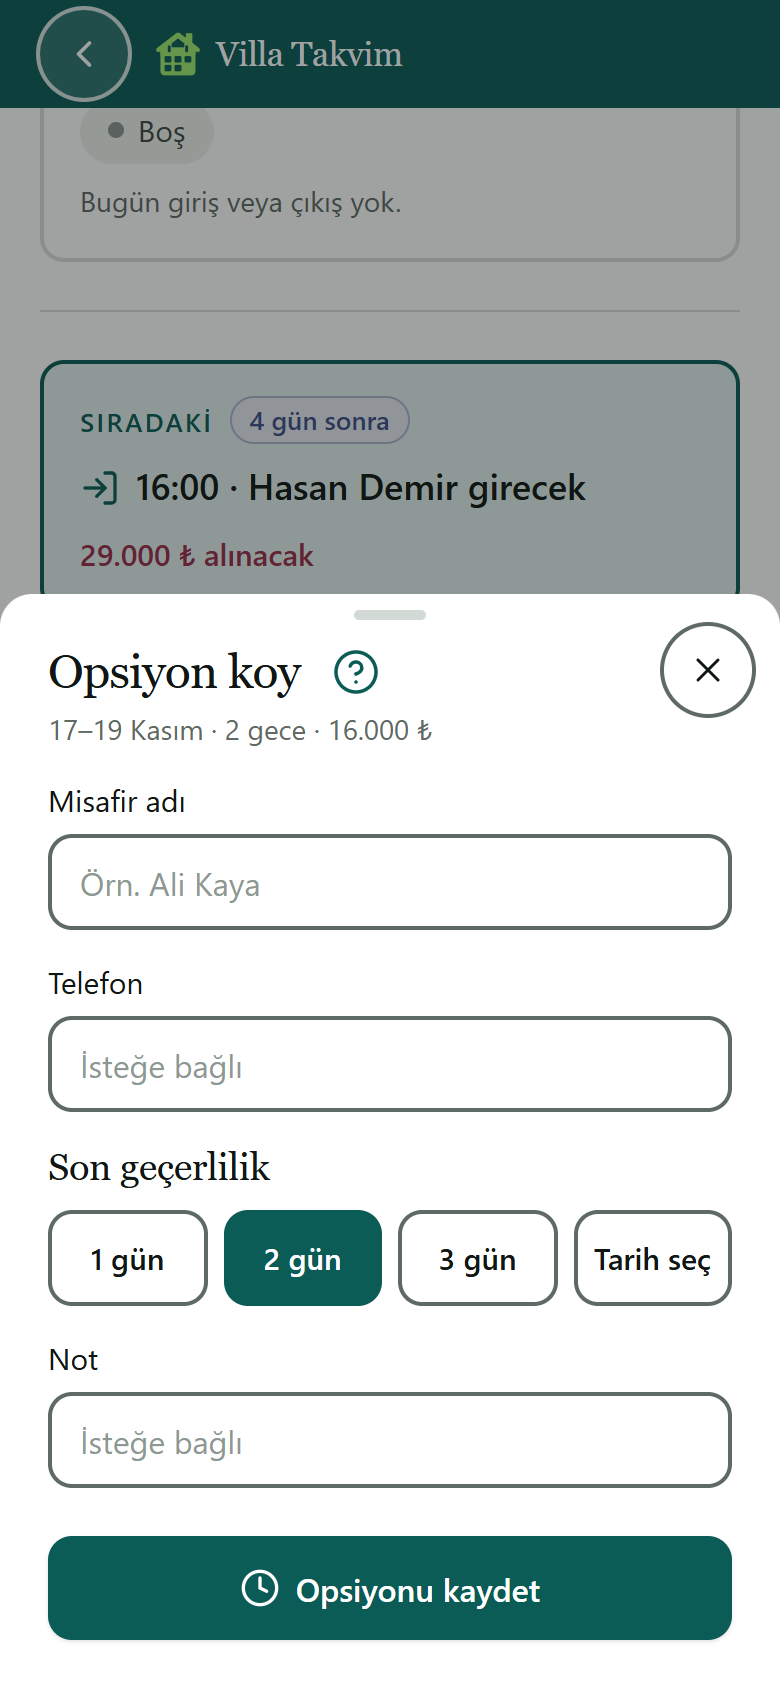 Villa Takvim
Boş
Bugün giriş veya çıkış yok.
SIRADAKİ 4 gün sonra
16:00 · Hasan Demir girecek
29.000 ₺ alınacak
Opsiyon koy ?
17–19 Kasım · 2 gece · 16.000 ₺
Misafir adı
Örn. Ali Kaya
Telefon
İsteğe bağlı
Son geçerlilik
1 gün 2 gün 3 gün Tarih seç
Not
İsteğe bağlı
Opsiyonu kaydet